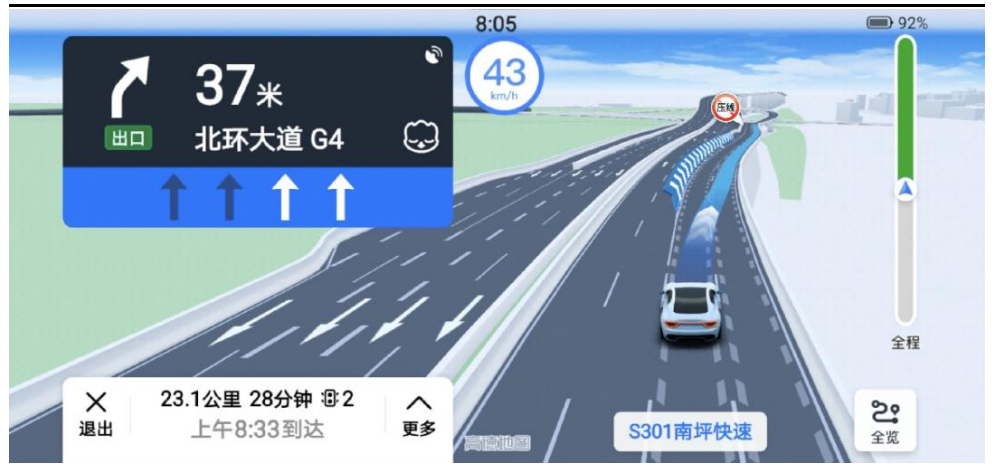 8:05
92%
37米
出口
北环大道 G4
43
km/h
压线
全程
退出
23.1公里 28分钟 2
上午8:33到达
更多
高德地图
S301南坪快速
全览